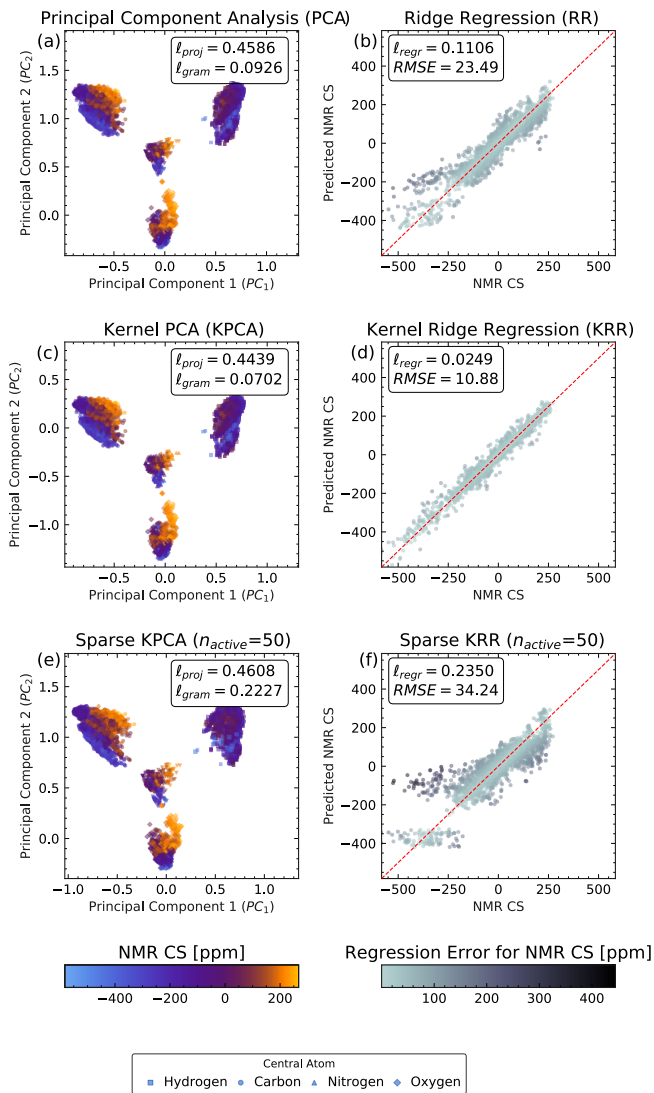 Principal Component Analysis (PCA)
Ridge Regression (RR)
(a)
ℓproj = 0.4586
ℓgram = 0.0926
Principal Component 2 (PC2)
1.5
1.0
0.5
0.0
−0.5 0.0 0.5 1.0
Principal Component 1 (PC1)
(b)
ℓregr = 0.1106
RMSE = 23.49
Predicted NMR CS
400
200
0
−200
−400
−500 −250 0 250 500
NMR CS
Kernel PCA (KPCA)
Kernel Ridge Regression (KRR)
(c)
ℓproj = 0.4439
ℓgram = 0.0702
Principal Component 2 (PC2)
0.5
0.0
−0.5
−1.0
−0.5 0.0 0.5 1.0
Principal Component 1 (PC1)
(d)
ℓregr = 0.0249
RMSE = 10.88
Predicted NMR CS
400
200
0
−200
−400
−500 −250 0 250 500
NMR CS
Sparse KPCA (nactive=50)
Sparse KRR (nactive=50)
(e)
ℓproj = 0.4608
ℓgram = 0.2227
Principal Component 2 (PC2)
1.5
1.0
0.5
0.0
−1.0 −0.5 0.0 0.5 1.0
Principal Component 1 (PC1)
(f)
ℓregr = 0.2350
RMSE = 34.24
Predicted NMR CS
400
200
0
−200
−400
−500 −250 0 250 500
NMR CS
NMR CS [ppm]
−400 −200 0 200
Regression Error for NMR CS [ppm]
100 200 300 400
Central Atom
Hydrogen Carbon Nitrogen Oxygen